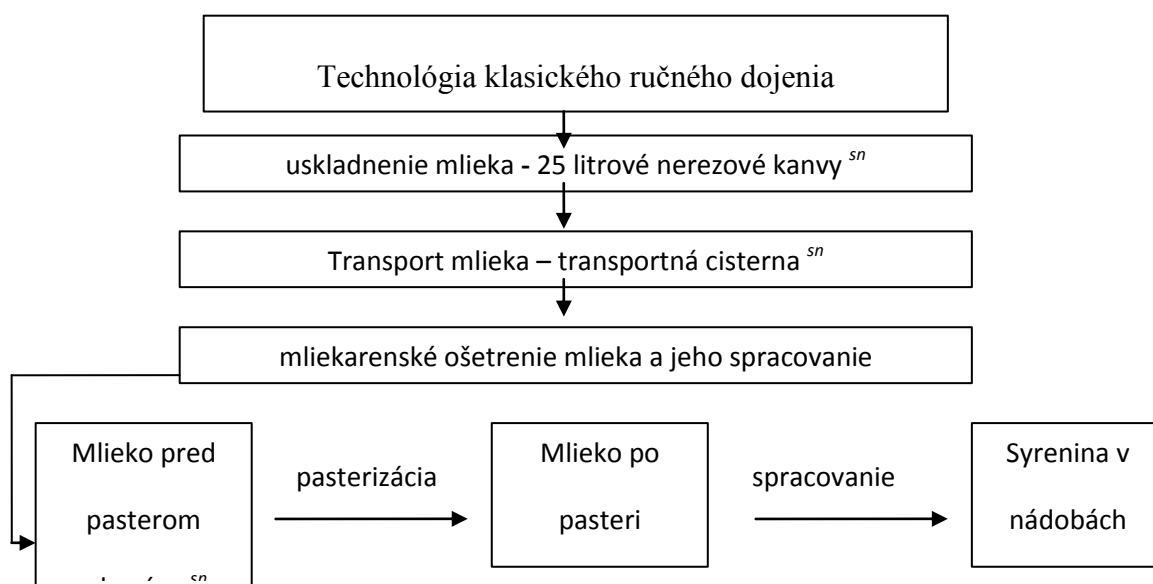 Technológia klasického ručného dojenia
uskladnenie mlieka - 25 litrové nerezové kanvy sn
Transport mlieka – transportná cisterna sn
mliekarenské ošetrenie mlieka a jeho spracovanie
Mlieko pred
pasterom
sn
pasterizácia
Mlieko po
pasteri
spracovanie
Syrenina v
nádobách